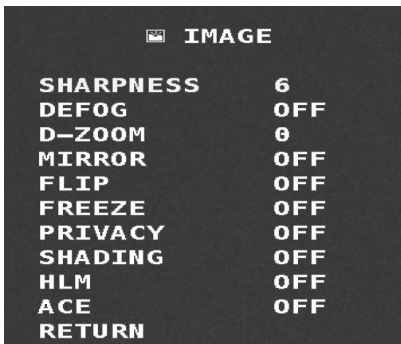 IMAGE
SHARPNESS 6
DEFOG OFF
D-ZOOM 0
MIRROR OFF
FLIP OFF
FREEZE OFF
PRIVACY OFF
SHADING OFF
HLM OFF
ACE OFF
RETURN